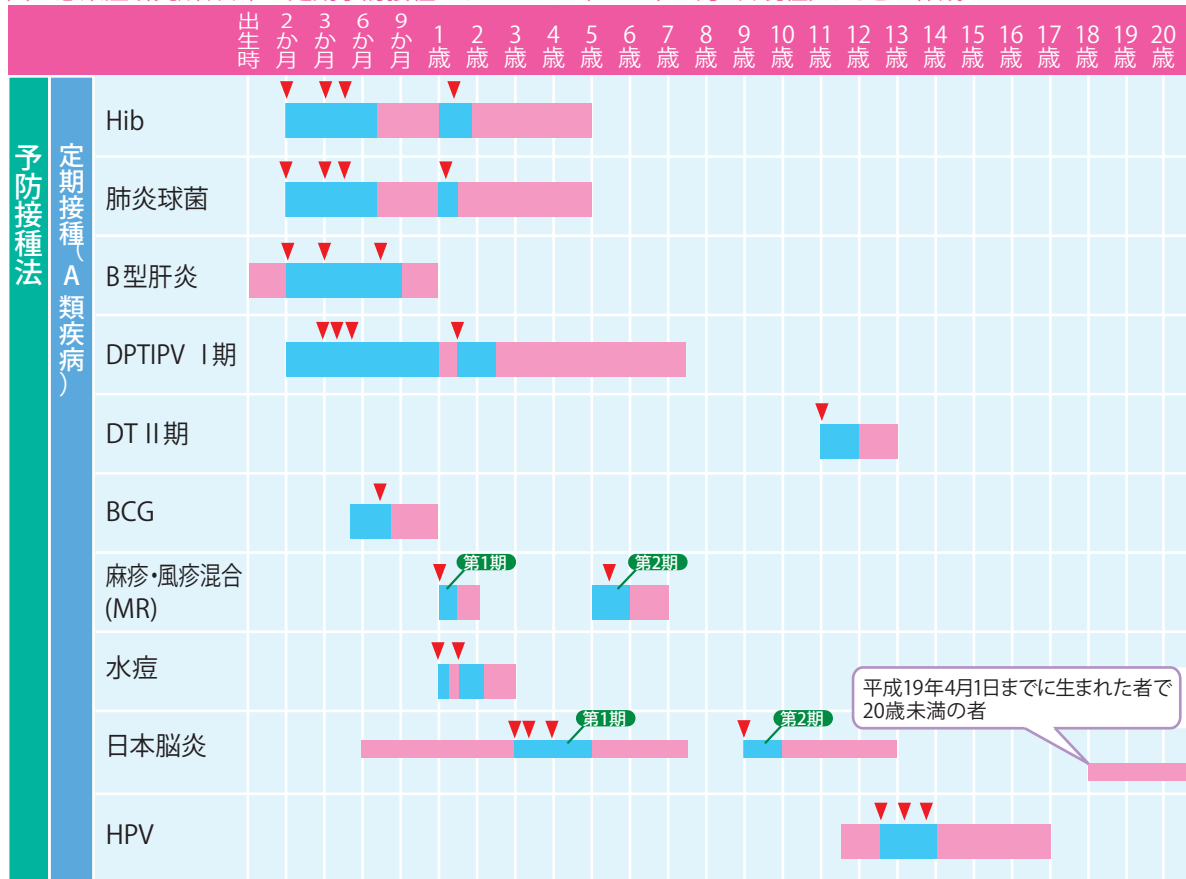 出生時
2か月
3か月
6か月
9か月
1歳
2歳
3歳
4歳
5歳
6歳
7歳
8歳
9歳
10歳
11歳
12歳
13歳
14歳
15歳
16歳
17歳
18歳
19歳
20歳
予防接種法
定期接種(A類疾病)
Hib
肺炎球菌
B型肝炎
DPTIPV I期
DT II期
BCG
麻疹・風疹混合
(MR)
第1期
第2期
水痘
平成19年4月1日までに生まれた者で
20歳未満の者
日本脳炎
第1期
第2期
HPV